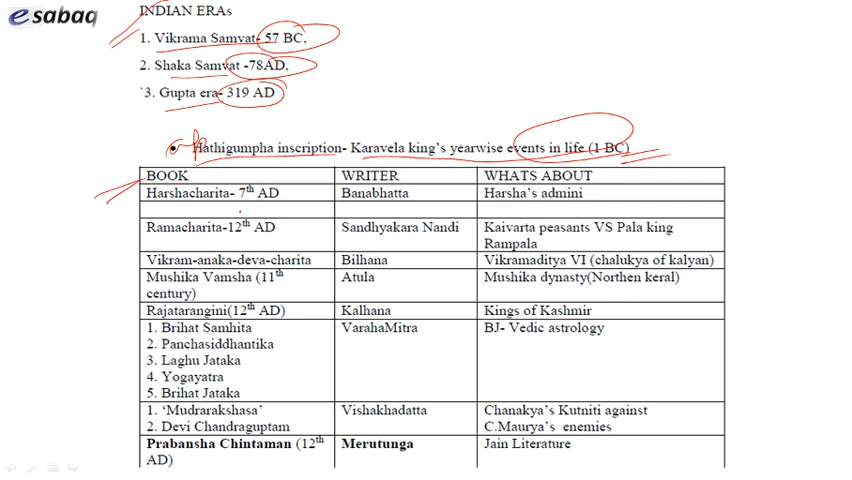 esabaq
INDIAN ERAs
1. Vikrama Samvat- 57 BC,
2. Shaka Samvat -78AD,
`3. Gupta era- 319 AD
Hathigumpha inscription- Karavela king's yearwise events in life (1 BC)
BOOK WRITER WHATS ABOUT
Harshacharita- 7th AD Banabhatta Harsha's admini
Ramacharita-12th AD Sandhyakara Nandi Kaivarta peasants VS Pala king
Rampala
Vikram-anaka-deva-charita Bilhana Vikramaditya VI (chalukya of kalyan)
Mushika Vamsha (11th Atula Mushika dynasty(Northen keral)
century)
Rajatarangini(12th AD) Kalhana Kings of Kashmir
1. Brihat Samhita VarahaMitra BJ- Vedic astrology
2. Panchasiddhantika
3. Laghu Jataka
4. Yogayatra
5. Brihat Jataka
1. ‘Mudrarakshasa’ Vishakhadatta Chanakya's Kutniti against
2. Devi Chandraguptam C.Maurya's enemies
Prabansha Chintaman (12th Merutunga Jain Literature
AD)